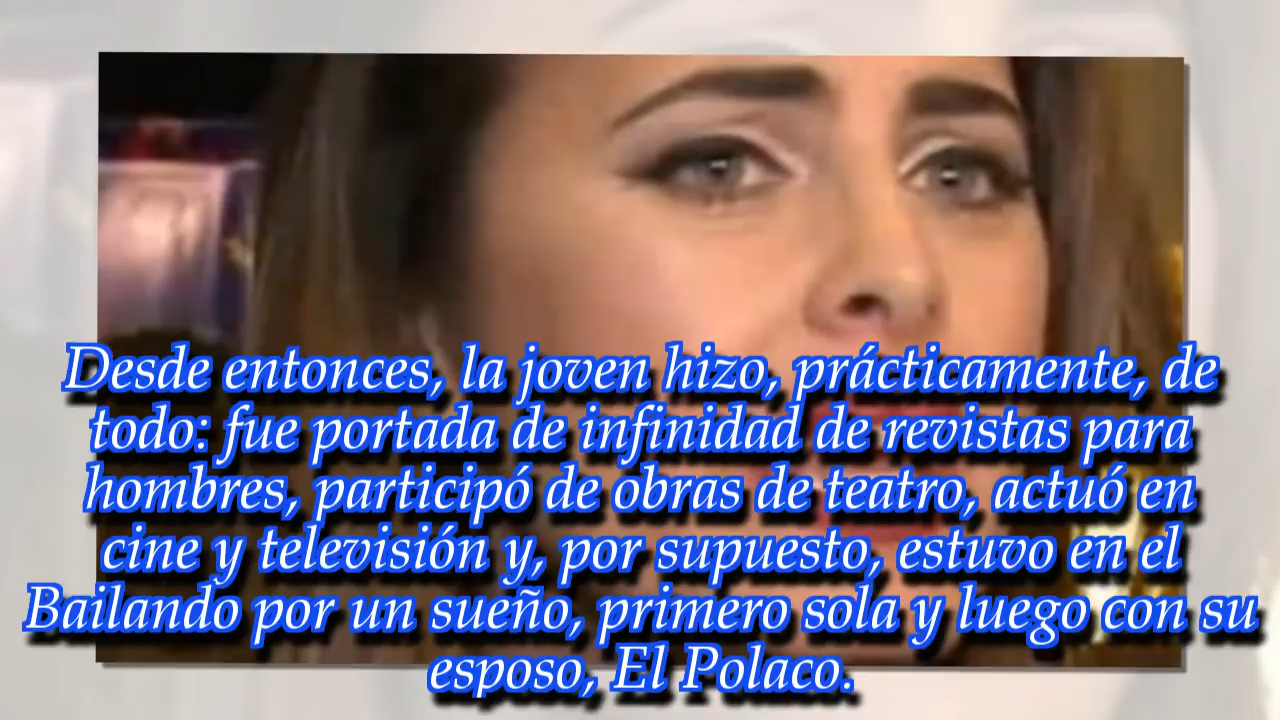 Desde entonces, la joven hizo, prácticamente, de
todo: fue portada de infinidad de revistas para
hombres, participó de obras de teatro, actuó en
cine y televisión y, por supuesto, estuvo en el
Bailando por un sueño, primero sola y luego con su
esposo, El Polaco.